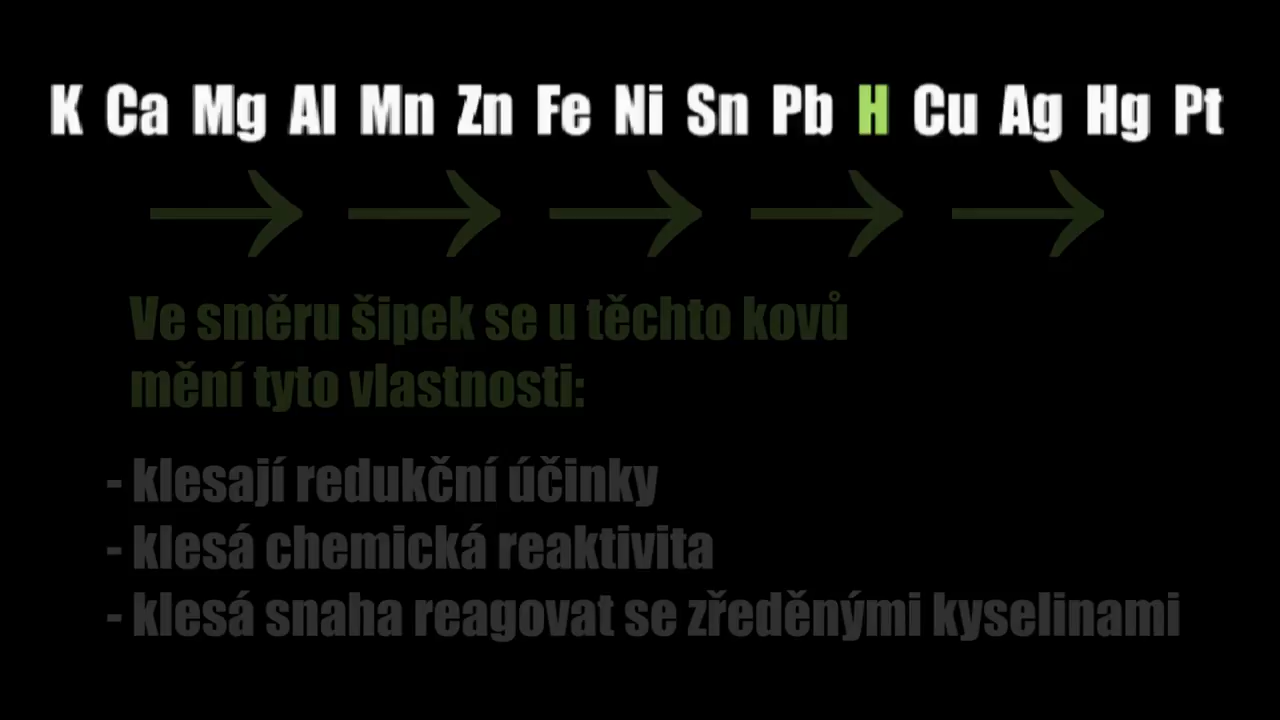 K Ca Mg Al Mn Zn Fe Ni Sn Pb H Cu Ag Hg Pt
Ve směru šipek se u těchto kovů
mění tyto vlastnosti:
- klesají redukční účinky
- klesá chemická reaktivita
- klesá snaha reagovat se zředěnými kyselinami